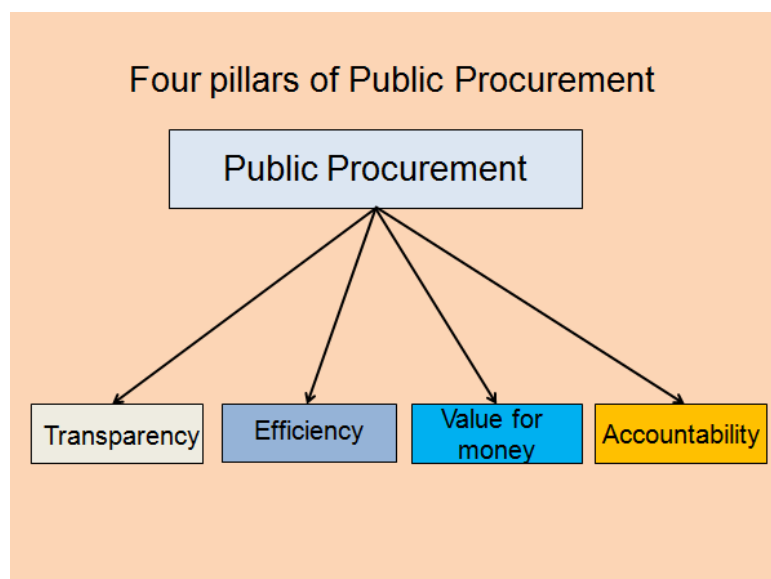 Four pillars of Public Procurement
Public Procurement
Transparency
Efficiency
Value for
money
Accountability